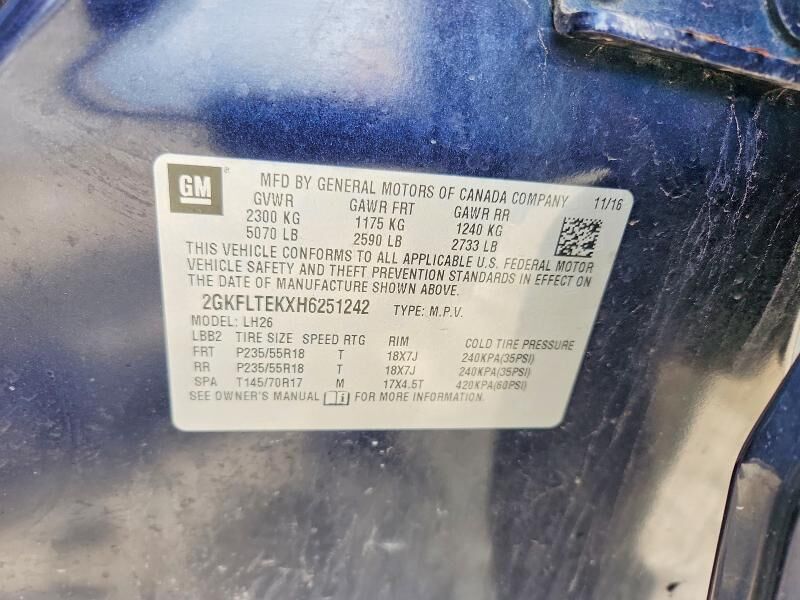 GM® MFD BY GENERAL MOTORS OF CANADA COMPANY 11/16
GVWR GAWR FRT GAWR RR
2300 KG 1175 KG 1240 KG
5070 LB 2590 LB 2733 LB
THIS VEHICLE CONFORMS TO ALL APPLICABLE U.S. FEDERAL MOTOR
VEHICLE SAFETY AND THEFT PREVENTION STANDARDS IN EFFECT ON
THE DATE OF MANUFACTURE SHOWN ABOVE.
2GKFLTEKXH6251242 TYPE: M.P.V.
MODEL: LH26
LBB2 TIRE SIZE SPEED RTG RIM COLD TIRE PRESSURE
FRT P235/55R18 T 18X7J 240KPA(35PSI)
RR P235/55R18 T 18X7J 240KPA(35PSI)
SPA T145/70R17 M 17X4.5T 420KPA(60PSI)
SEE OWNER'S MANUAL FOR MORE INFORMATION.